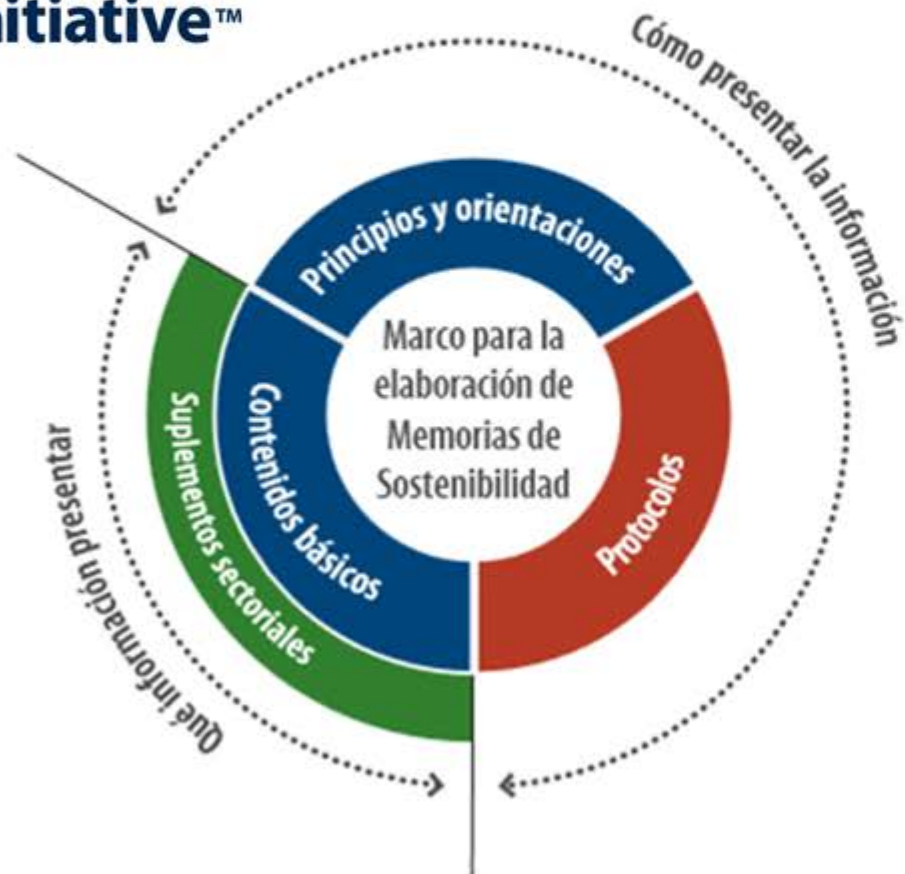 nitiative™
Cómo presentar la información
Principios y orientaciones
Marco para la
elaboración de
Memorias de
Sostenibilidad
Contenidos básicos
Suplementos sectoriales
Protocolos
Qué información presentar